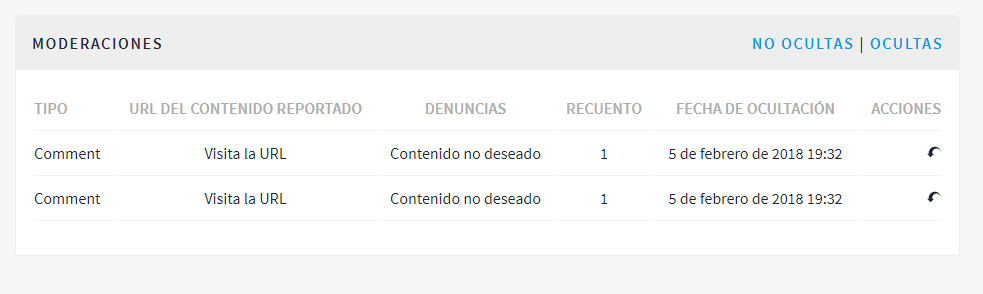 MODERACIONES NO OCULTAS | OCULTAS
TIPO URL DEL CONTENIDO REPORTADO DENUNCIAS RECUENTO FECHA DE OCULTACIÓN ACCIONES
Comment Visita la URL Contenido no deseado 1 5 de febrero de 2018 19:32
Comment Visita la URL Contenido no deseado 1 5 de febrero de 2018 19:32